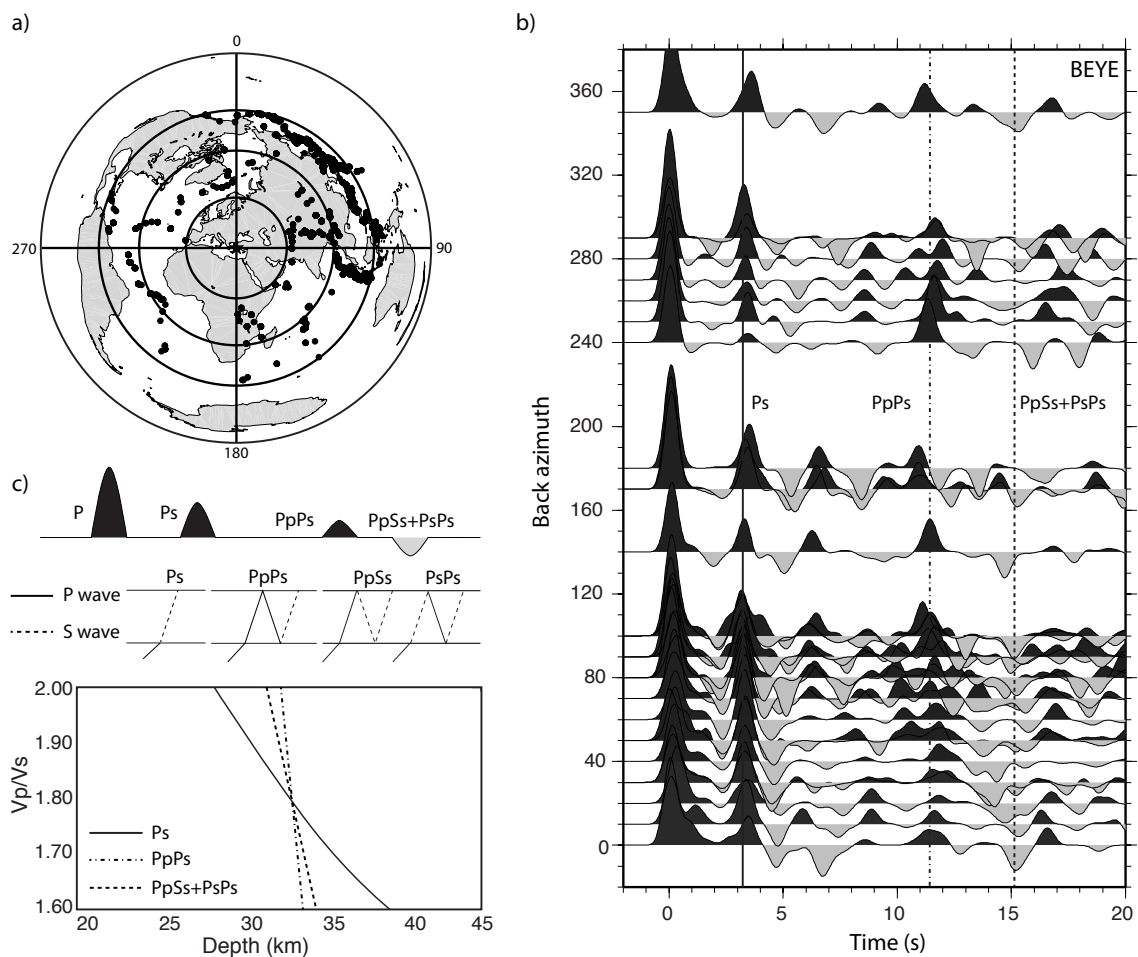 a)
0
270
90
180
c)
P
Ps
PpPs
PpSs+PsPs
Ps
PpPs
PpSs
PsPs
P wave
S wave
2.00
1.90
1.80
1.70
1.60
Vp/Vs
Ps
PpPs
PpSs+PsPs
20 25 30 35 40 45
Depth (km)
b)
BEYE
360
320
280
240
200
160
120
80
40
0
Back azimuth
Ps
PpPs
PpSs+PsPs
0 5 10 15 20
Time (s)